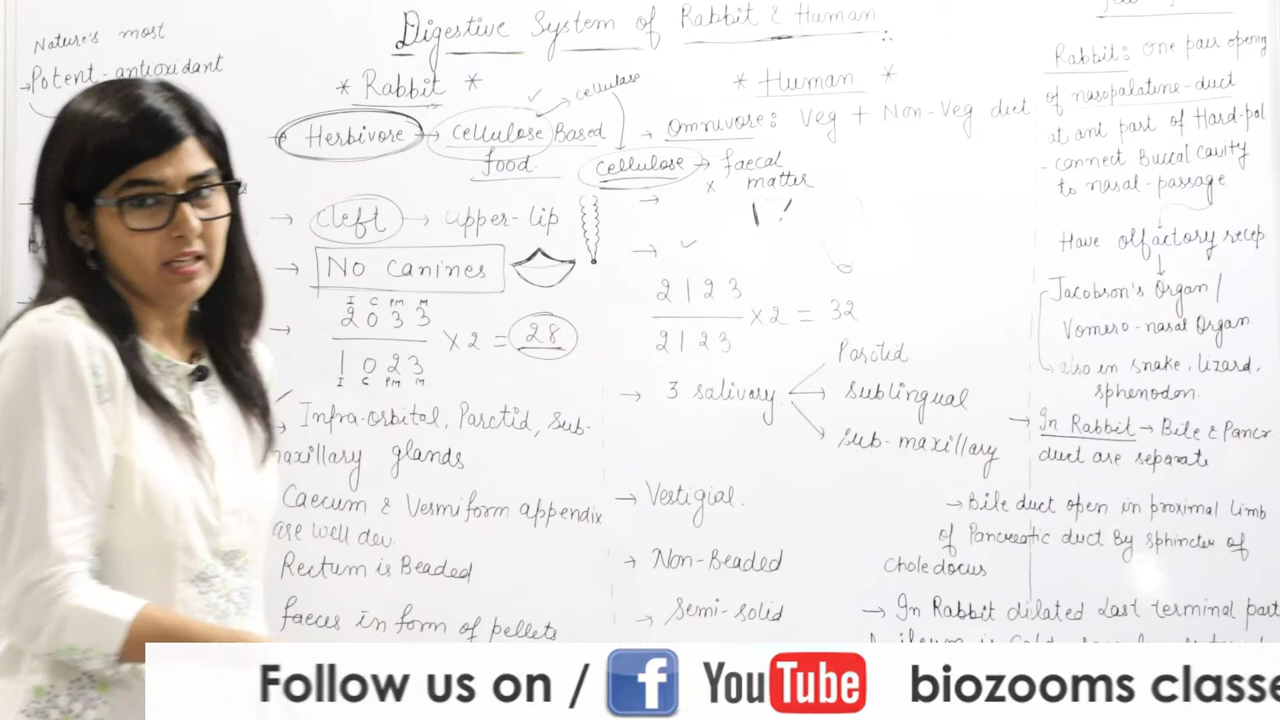 Digestive System of Rabbit & Human
Nature's most
→ Potent-antioxidant
* Rabbit *
→ Herbivore → cellulose Based
food.
cellulase
→ cleft → upper-lip
→ No canines
I C PM M
→ 2 0 3 3
1 0 2 3
I C PM M
× 2 = 28
→ Infra-orbital, Parotid, Sub-
maxillary glands
Caecum & Vermiform appendix
are well dev.
Rectum is Beaded
faeces in form of pellets
* Human *
→ Omnivore: Veg + Non-Veg diet
cellulose → faecal
× matter
→
→ ✓
2 1 2 3
2 1 2 3
× 2 = 32
→ 3 salivary
Parotid
sublingual
sub-maxillary
→ Vestigial.
→ Non-Beaded
→ Semi-solid
Rabbit: one pair opening
of nasopalatine-duct
at ant part of Hard-pal
- connect Buccal cavity
to nasal-passage
Have olfactory recep
Jacobson's Organ /
Vomero-nasal Organ
also in snake, lizard,
sphenodon.
→ In Rabbit → Bile & Pancr
duct are separate
→ Bile duct open in proximal limb
of Pancreatic duct By sphincter of
Choledocus
→ In Rabbit dilated Last terminal part
Follow us on / f YouTube biozooms classe